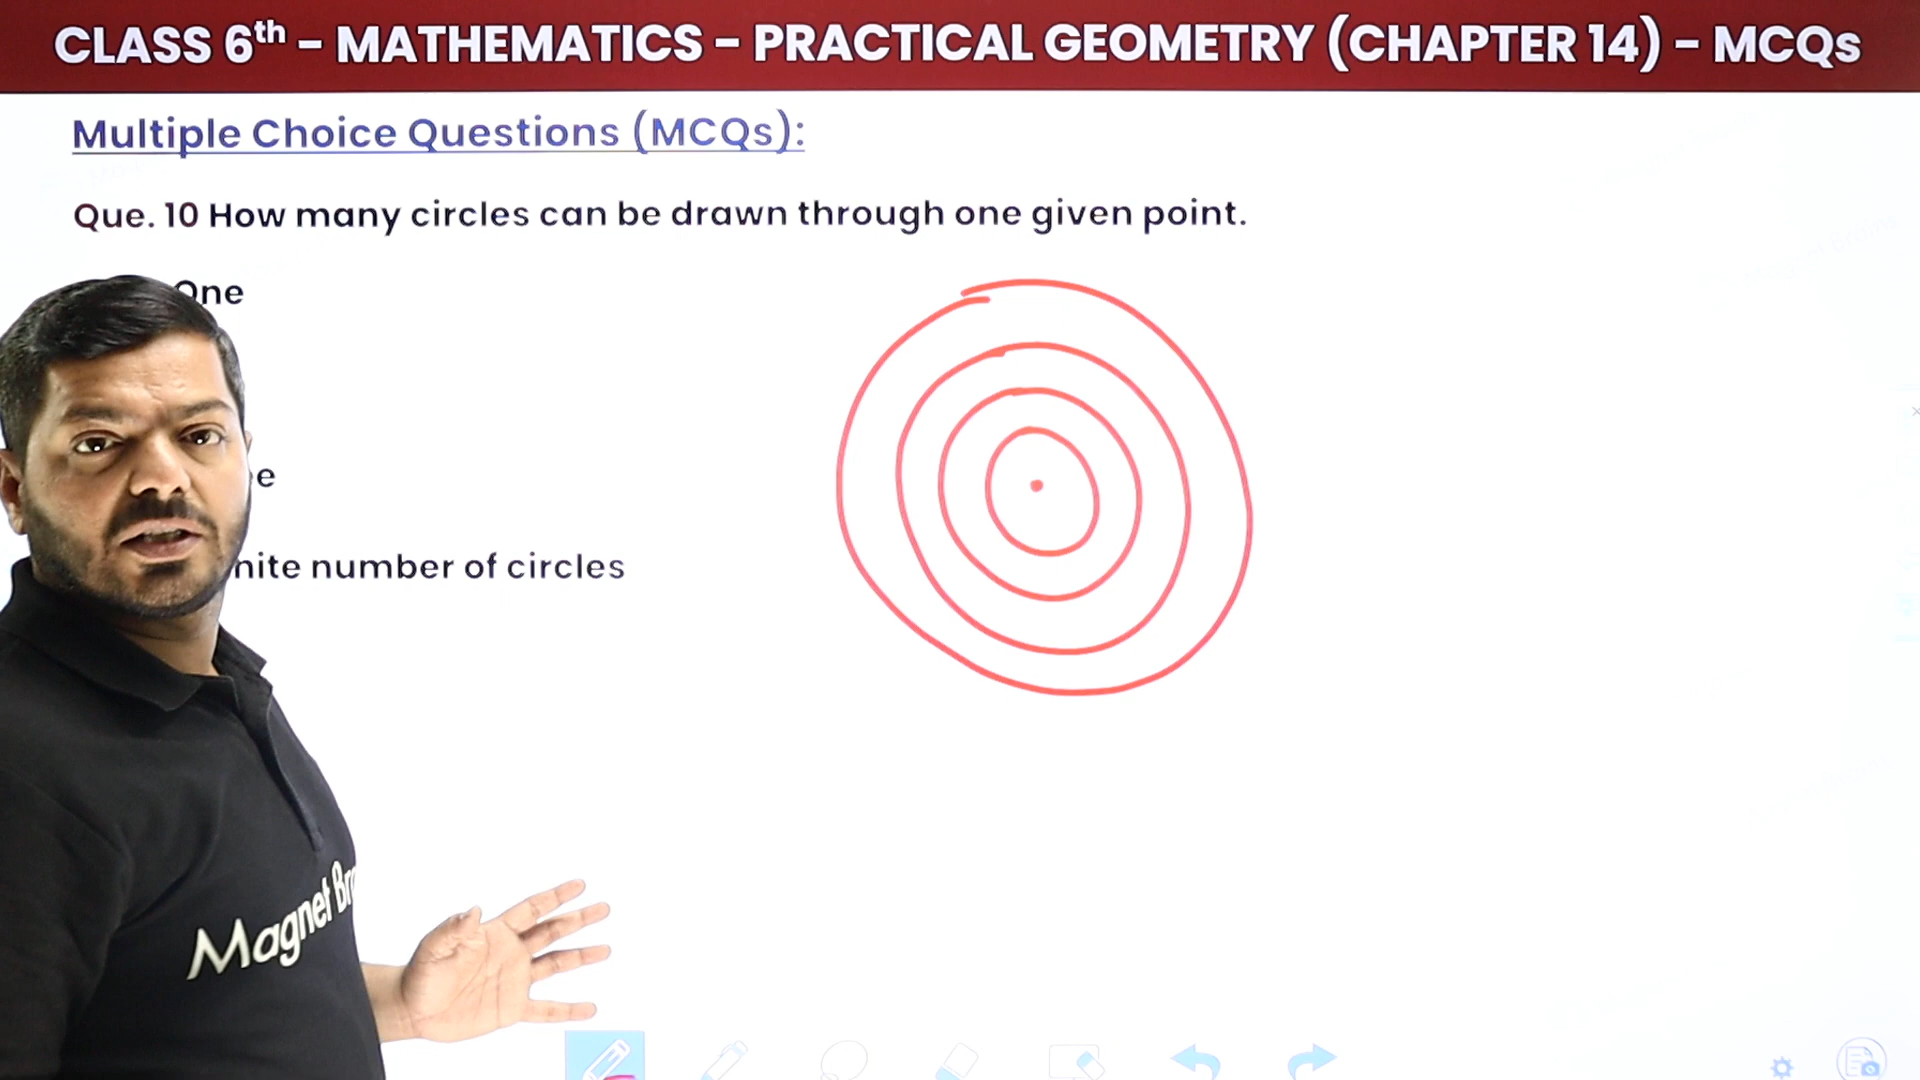 CLASS 6th - MATHEMATICS - PRACTICAL GEOMETRY (CHAPTER 14) - MCQs
Multiple Choice Questions (MCQs):
Que. 10 How many circles can be drawn through one given point.
One
number of circles
Magnet